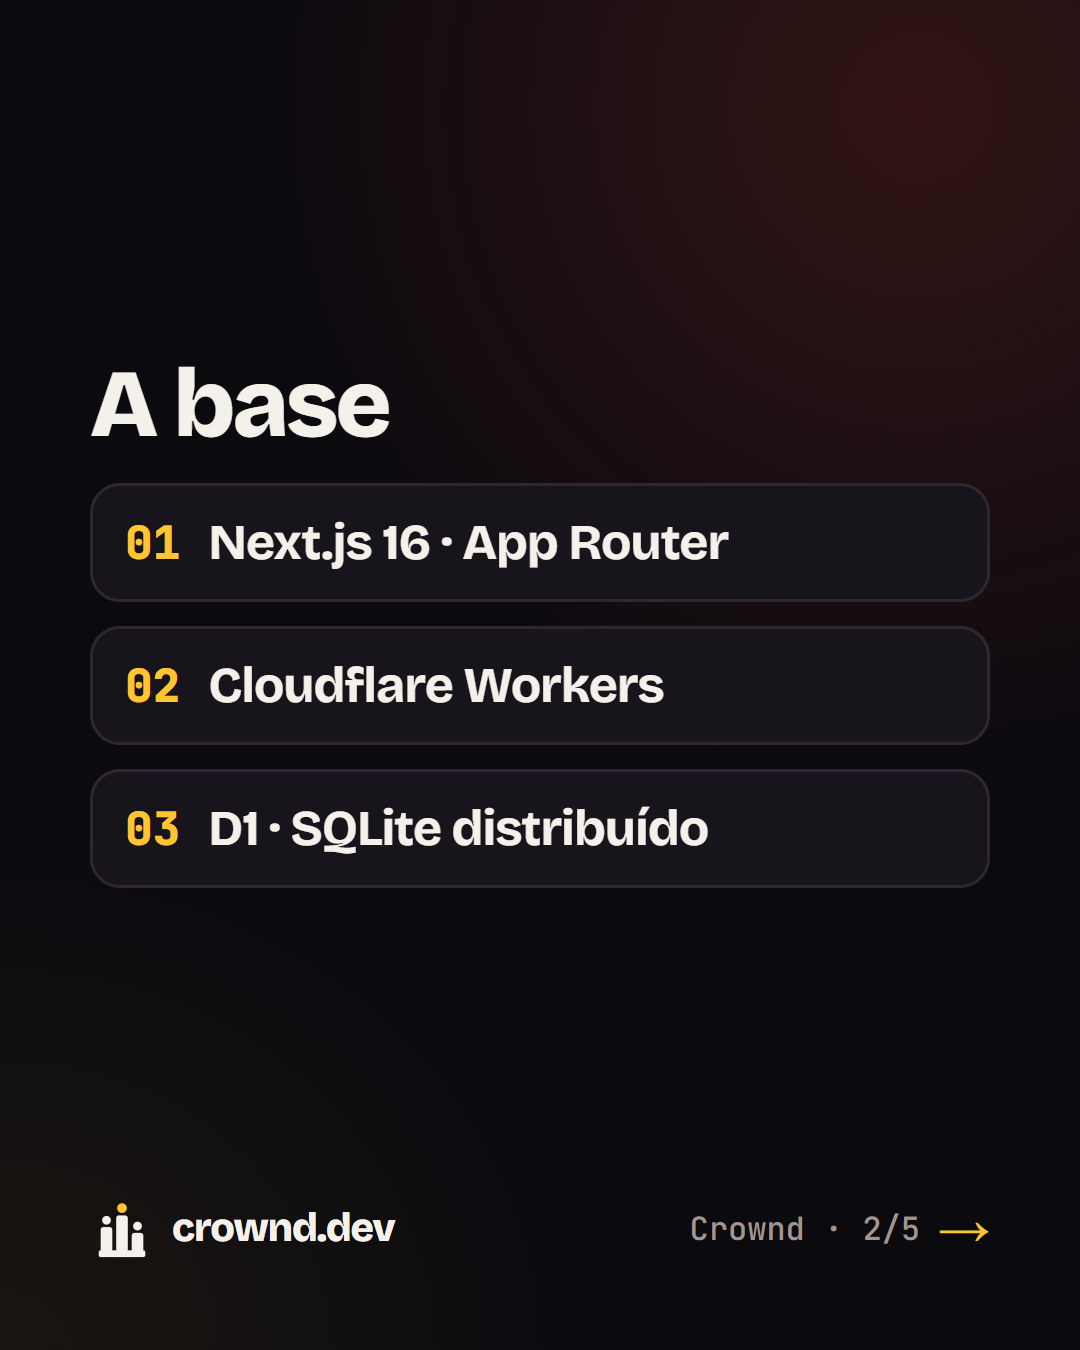 A base
01 Next.js 16 · App Router
02 Cloudflare Workers
03 D1 · SQLite distribuído
crownd.dev
Crownd · 2/5 →